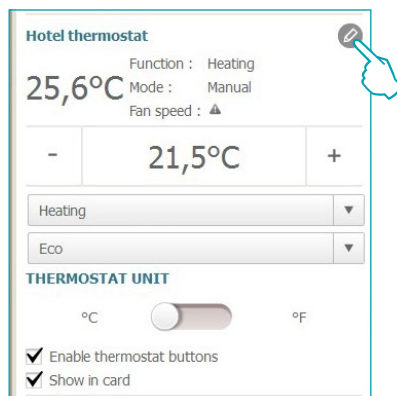 Hotel thermostat
25,6°C
Function : Heating
Mode : Manual
Fan speed :
- 21,5°C +
Heating
Eco
THERMOSTAT UNIT
°C °F
Enable thermostat buttons
Show in card